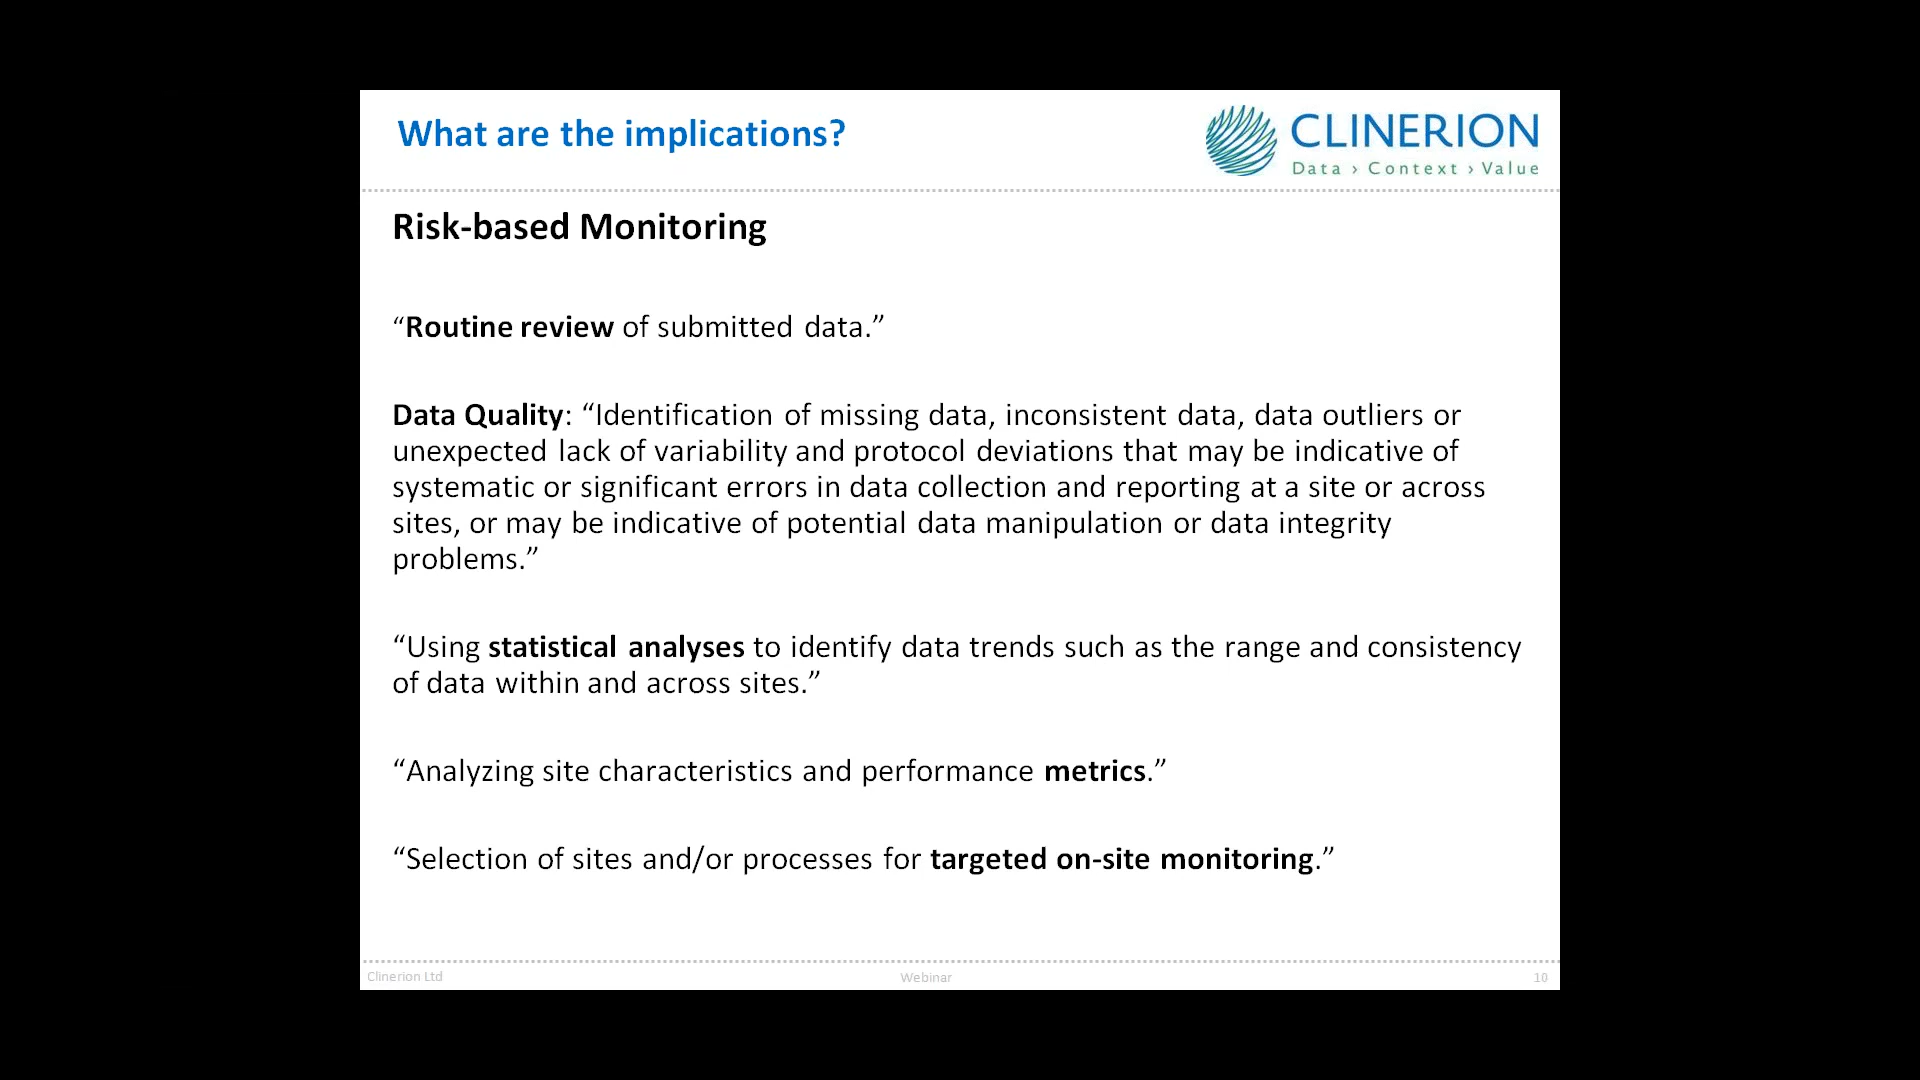 What are the implications?
CLINERION
Data › Context › Value
Risk-based Monitoring
“Routine review of submitted data.”
Data Quality: “Identification of missing data, inconsistent data, data outliers or
unexpected lack of variability and protocol deviations that may be indicative of
systematic or significant errors in data collection and reporting at a site or across
sites, or may be indicative of potential data manipulation or data integrity
problems.”
“Using statistical analyses to identify data trends such as the range and consistency
of data within and across sites.”
“Analyzing site characteristics and performance metrics.”
“Selection of sites and/or processes for targeted on-site monitoring.”
Clinerion Ltd
Webinar
10